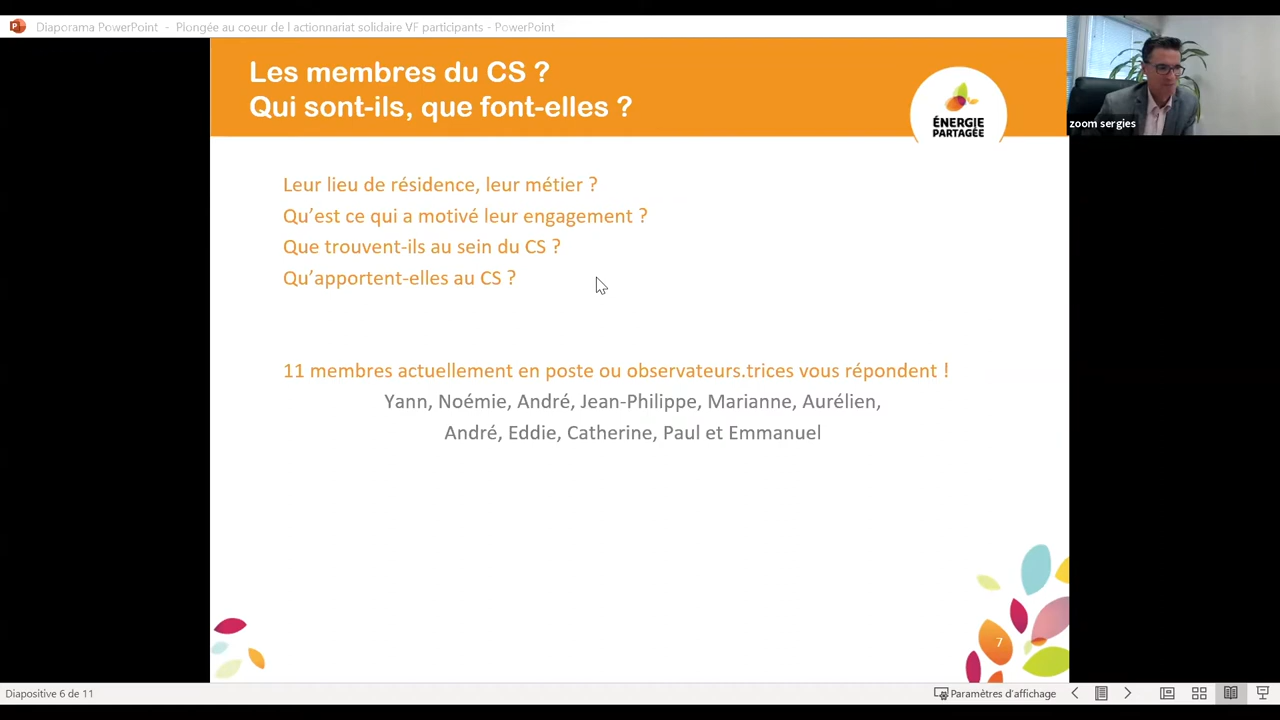 Diaporama PowerPoint - Plongée au coeur de l actionnariat solidaire VF participants - PowerPoint
Les membres du CS ?
Qui sont-ils, que font-elles ?
ÉNERGIE
PARTAGÉE
zoom sergies
Leur lieu de résidence, leur métier ?
Qu’est ce qui a motivé leur engagement ?
Que trouvent-ils au sein du CS ?
Qu’apportent-elles au CS ?
11 membres actuellement en poste ou observateurs.trices vous répondent !
Yann, Noémie, André, Jean-Philippe, Marianne, Aurélien,
André, Eddie, Catherine, Paul et Emmanuel
7
Diapositive 6 de 11
Paramètres d'affichage